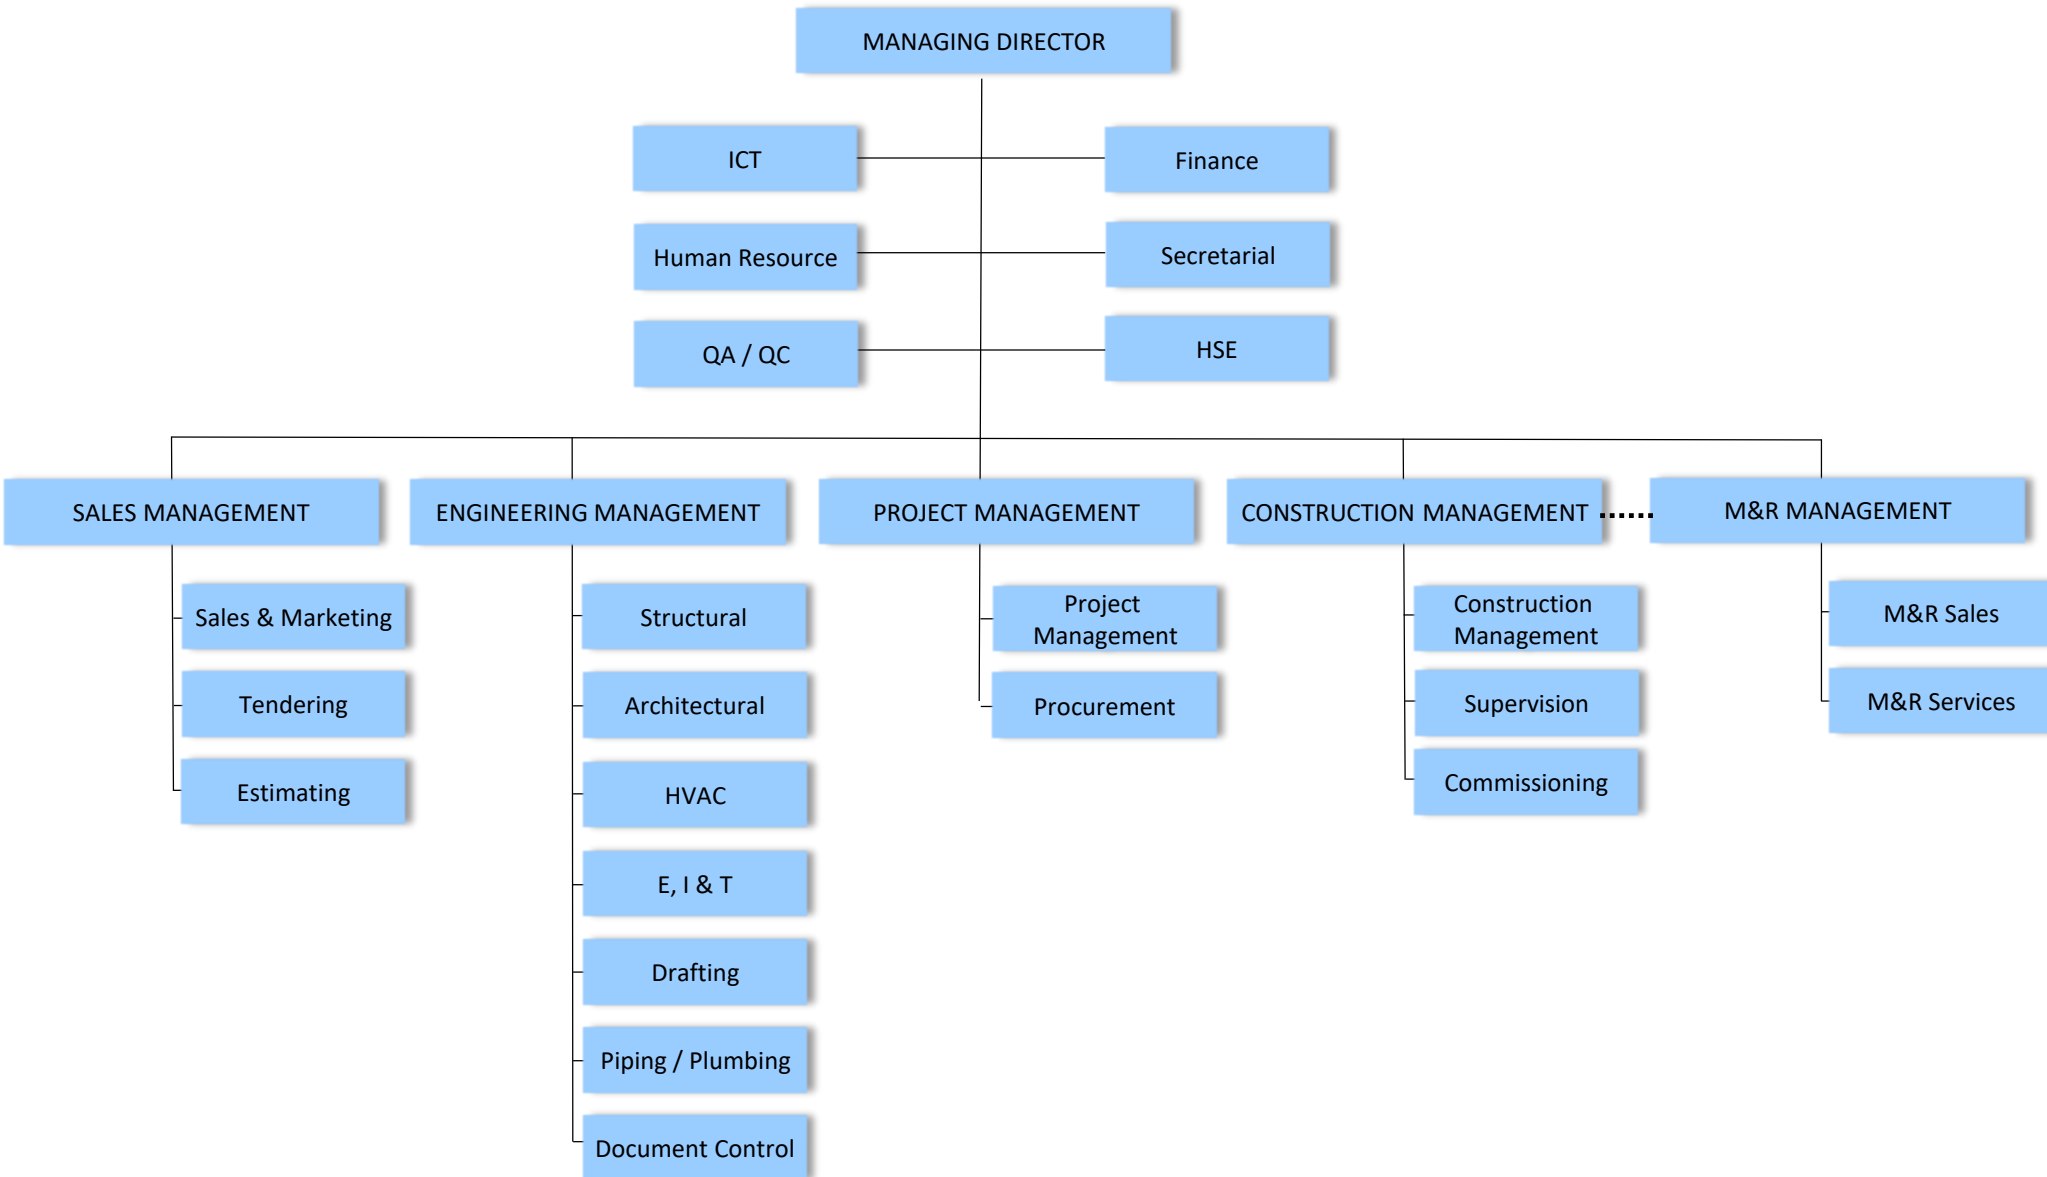 MANAGING DIRECTOR
ICT
Finance
Human Resource
Secretarial
QA / QC
HSE
SALES MANAGEMENT
ENGINEERING MANAGEMENT
PROJECT MANAGEMENT
CONSTRUCTION MANAGEMENT
M&R MANAGEMENT
Sales & Marketing
Tendering
Estimating
Structural
Architectural
HVAC
E, I & T
Drafting
Piping / Plumbing
Document Control
Project
Management
Procurement
Construction
Management
Supervision
Commissioning
M&R Sales
M&R Services